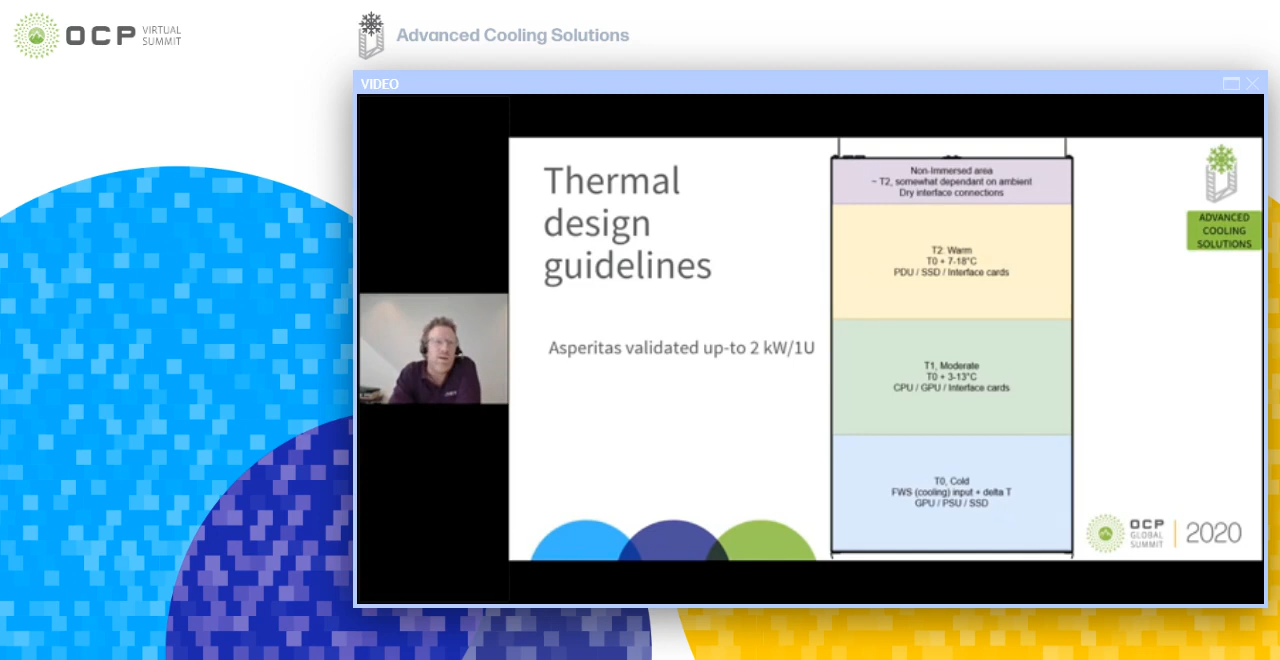 OCP
VIRTUAL
SUMMIT
Advanced Cooling Solutions
VIDEO
Thermal
design
guidelines
Asperitas validated up-to 2 kW/1U
Non-Immersed area
~ T2, somewhat dependant on ambient
Dry interface connections
T2. Warm
T0 + 7-18°C
PDU / SSD / Interface cards
T1, Moderate
T0 + 3-13°C
CPU / GPU / Interface cards
T0, Cold
FWS (cooling) input + delta T
GPU / PSU / SSD
ADVANCED
COOLING
SOLUTIONS
OCP
GLOBAL
SUMMIT
2020